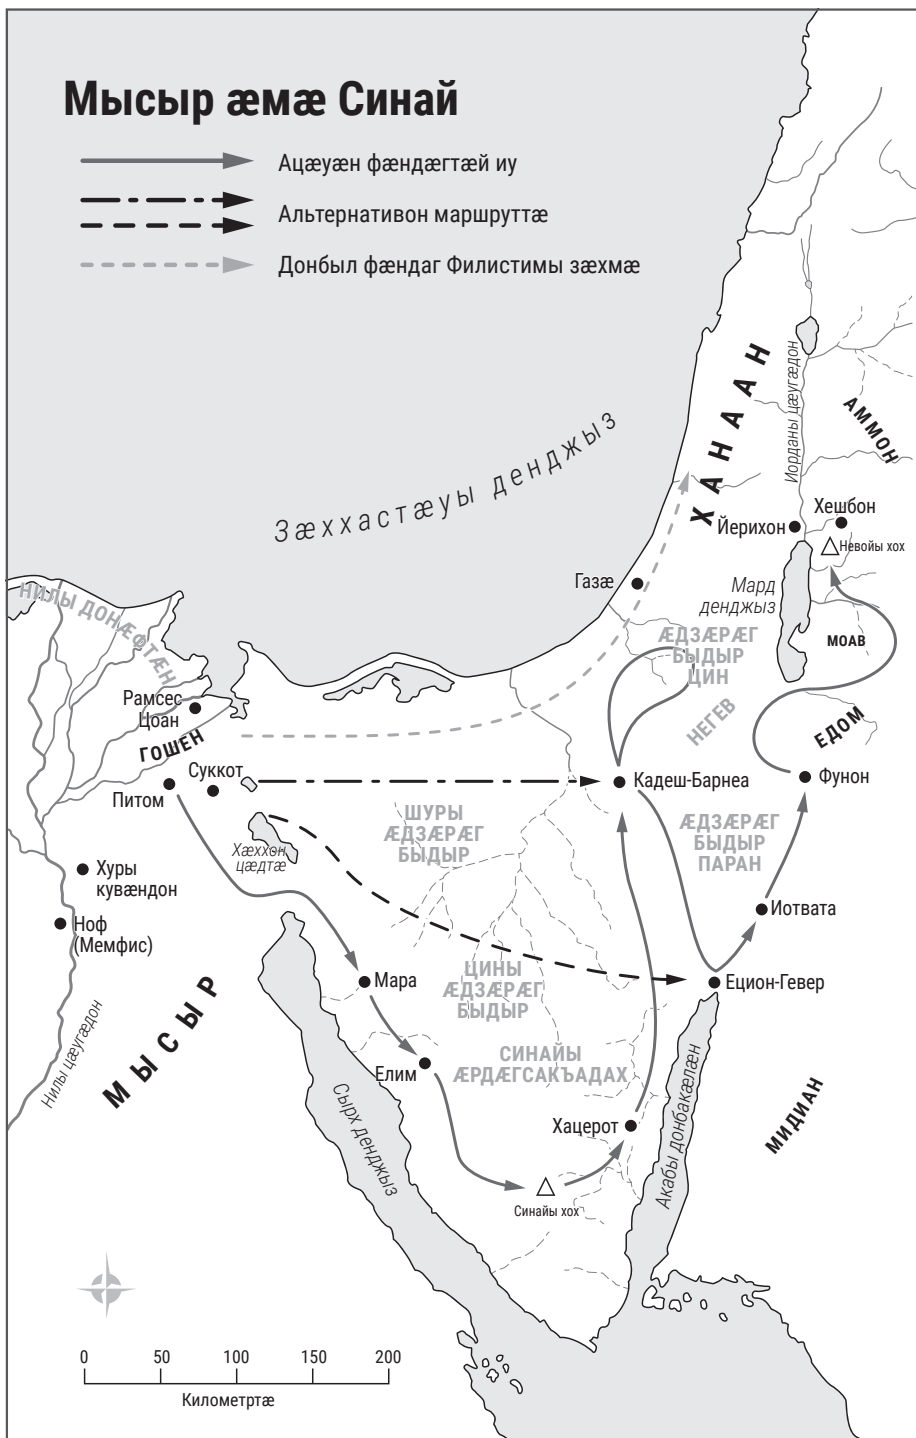 Мысыр æмæ Синай
Ацæуæн фæндæгтæй иу
Альтернативон маршруттæ
Донбыл фæндаг Филистимы зæхмæ
Зæххастæуы денджыз
ХАНААН
Иорданы цæугæдон
АММОН
Хешбон
Йерихон
Невойы хох
Газæ
Мард
денджыз
МОАВ
НИЛЫ ДОНÆФТÆН
ÆДЗÆРÆГ
БЫДЫР
ЦИН
НЕГЕВ
ЕДОМ
Рамсес
Цоан
ГОШЕН
Суккот
Питом
Кадеш-Барнеа
Фунон
ШУРЫ
ÆДЗÆРÆГ
БЫДЫР
ÆДЗÆРÆГ
БЫДЫР
ПАРАН
Хæххон
цæдтæ
Хуры
кувæндон
Ноф
(Мемфис)
Иотвата
Мара
ЦИНЫ
ÆДЗÆРÆГ
БЫДЫР
Ецион-Гевер
МЫСЫР
Нилы цæугæдон
Елим
СИНАЙЫ
ÆРДÆГСАКЪАДАХ
Сырх денджыз
Хацерот
Акабы донбакæлæн
МИДИАН
Синайы хох
0 50 100 150 200
Километртæ